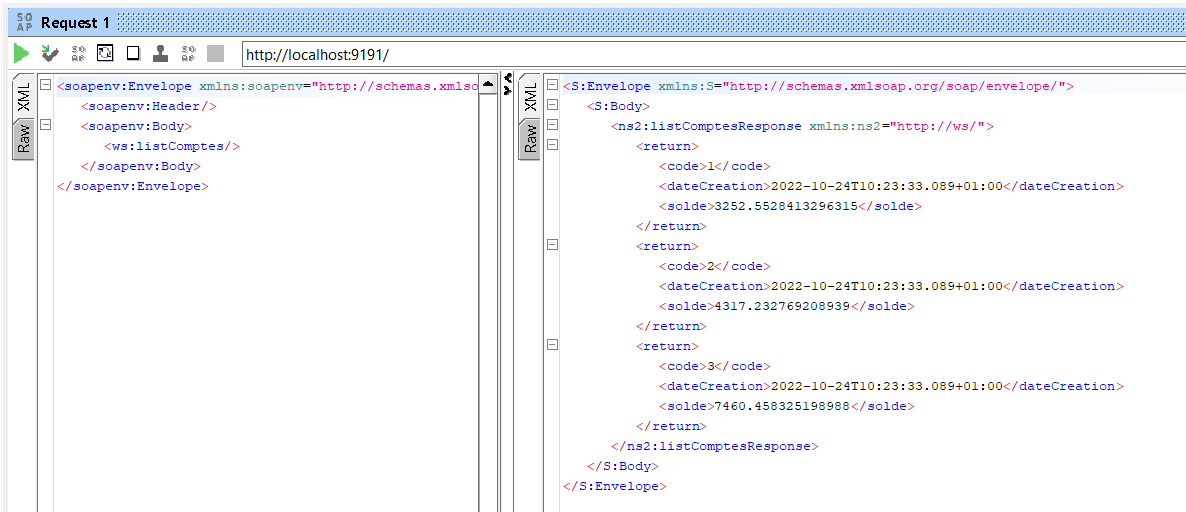 SO
AP
Request 1
SO
AP
SO
AP
http://localhost:9191/
XML
Raw
<soapenv:Envelope xmlns:soapenv="http://schemas.xmlso
<soapenv:Header/>
<soapenv:Body>
<ws:listComptes/>
</soapenv:Body>
</soapenv:Envelope>
XML
Raw
<S:Envelope xmlns:S="http://schemas.xmlsoap.org/soap/envelope/">
<S:Body>
<ns2:listComptesResponse xmlns:ns2="http://ws/">
<return>
<code>1</code>
<dateCreation>2022-10-24T10:23:33.089+01:00</dateCreation>
<solde>3252.5528413296315</solde>
</return>
<return>
<code>2</code>
<dateCreation>2022-10-24T10:23:33.089+01:00</dateCreation>
<solde>4317.232769208939</solde>
</return>
<return>
<code>3</code>
<dateCreation>2022-10-24T10:23:33.089+01:00</dateCreation>
<solde>7460.458325198988</solde>
</return>
</ns2:listComptesResponse>
</S:Body>
</S:Envelope>